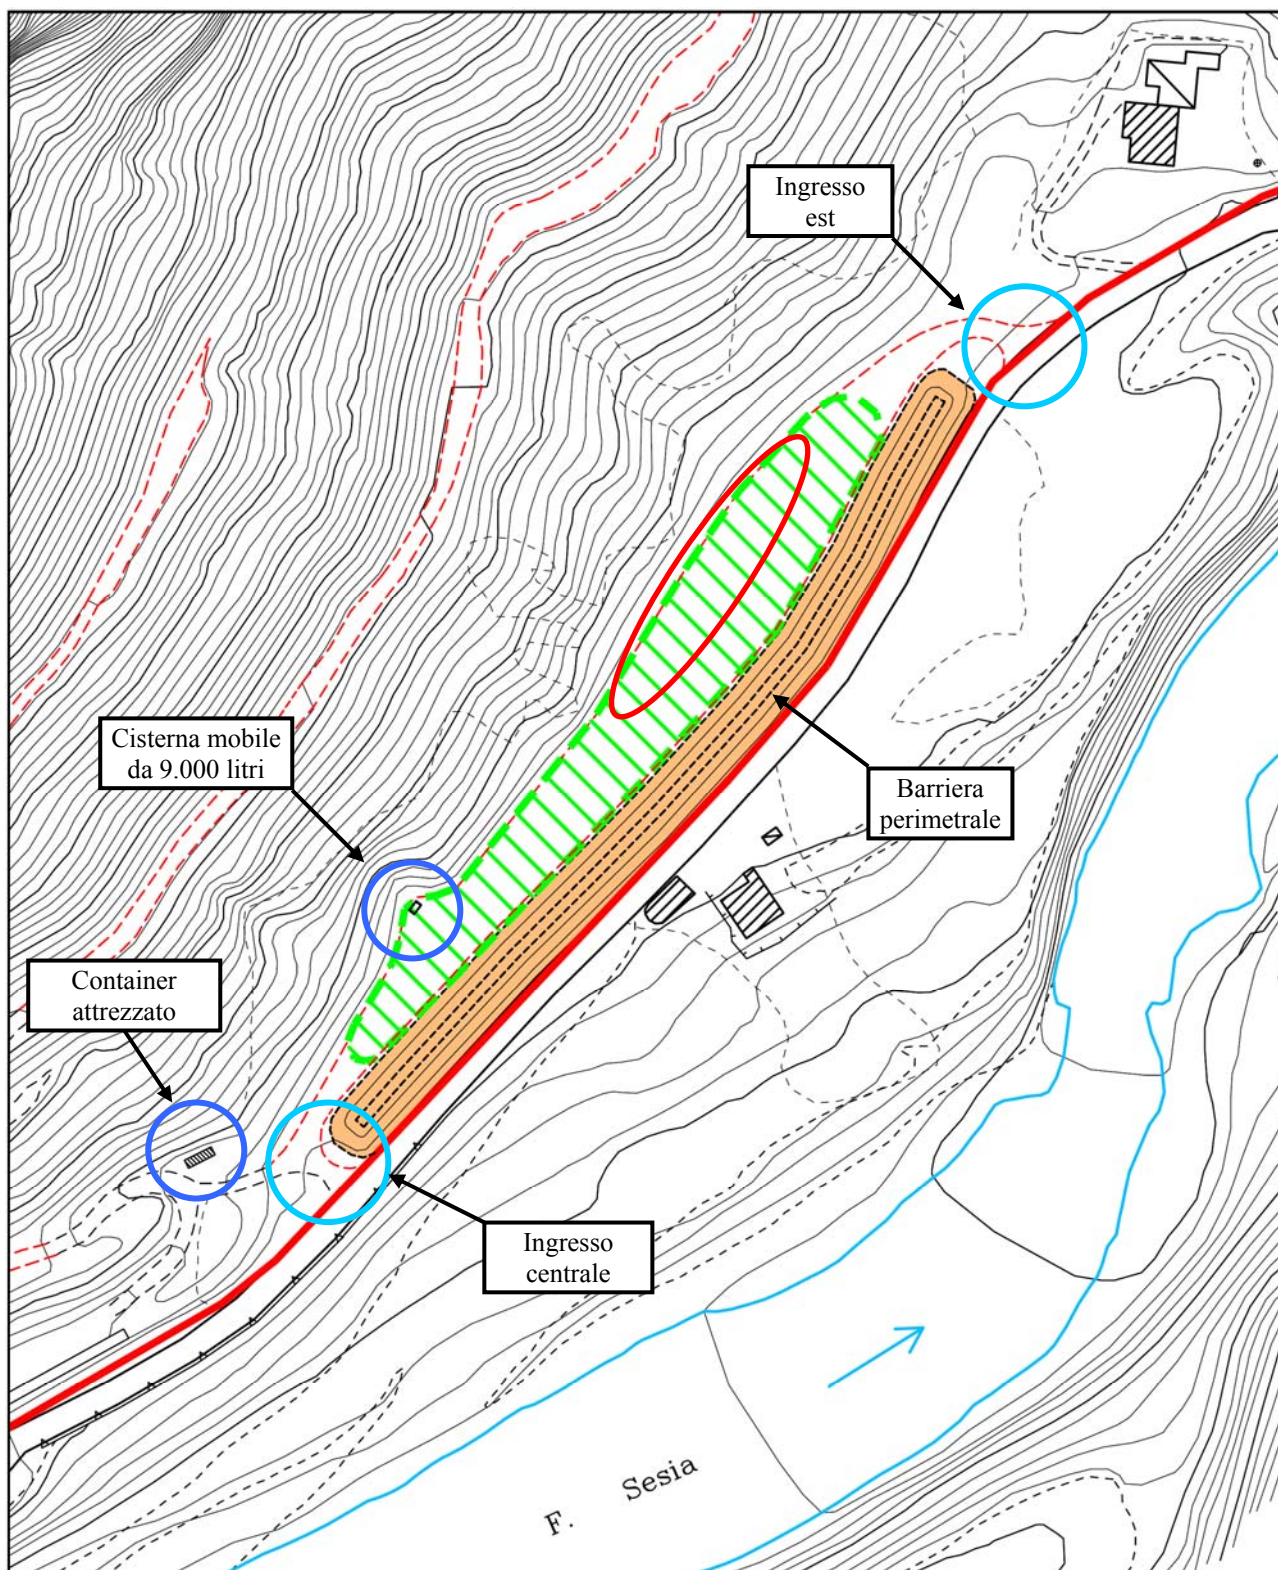 Ingresso
est
Cisterna mobile
da 9.000 litri
Barriera
perimetrale
Container
attrezzato
Ingresso
centrale
F. Sesia